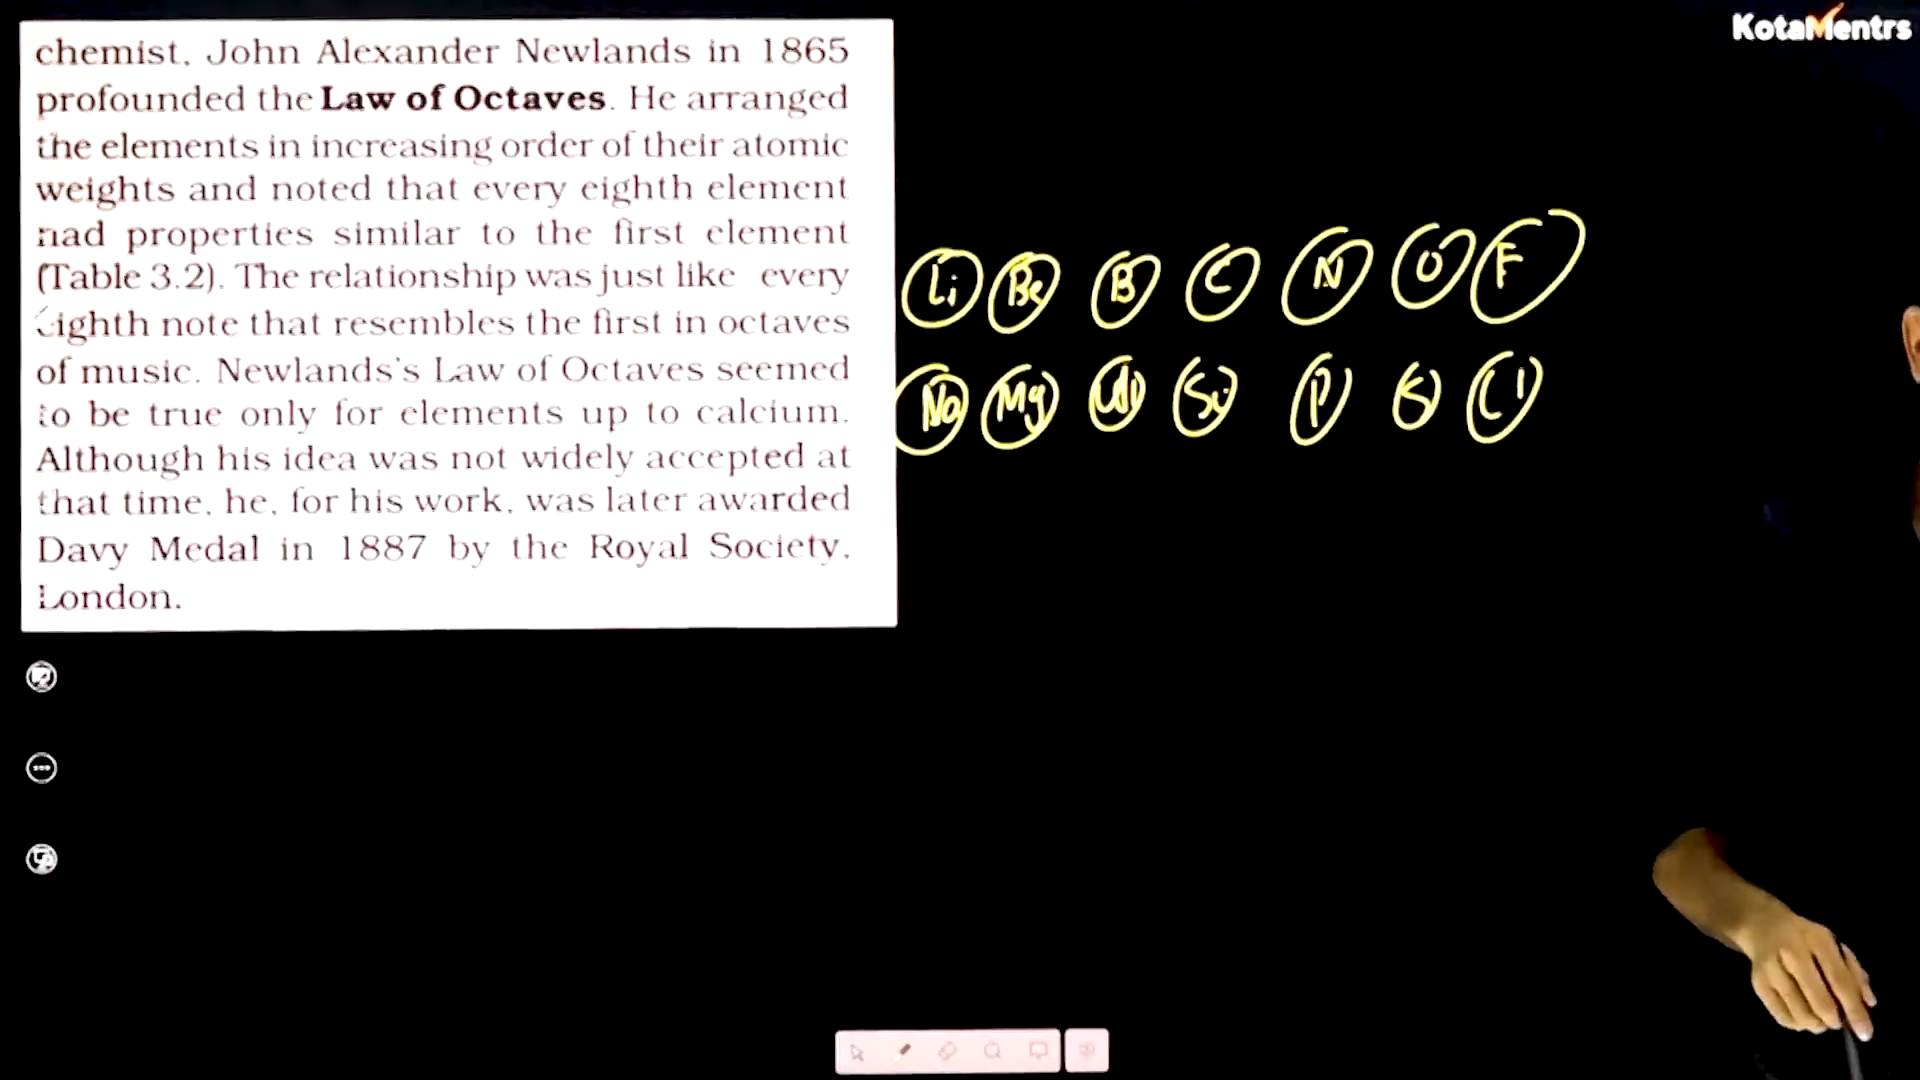 KotaMentrs
chemist, John Alexander Newlands in 1865
profounded the Law of Octaves. He arranged
the elements in increasing order of their atomic
weights and noted that every eighth element
had properties similar to the first element
(Table 3.2). The relationship was just like every
eighth note that resembles the first in octaves
of music. Newlands's Law of Octaves seemed
to be true only for elements up to calcium.
Although his idea was not widely accepted at
that time, he, for his work, was later awarded
Davy Medal in 1887 by the Royal Society,
London.
Li Be B C N O F
Na Mg Al Si P S Cl